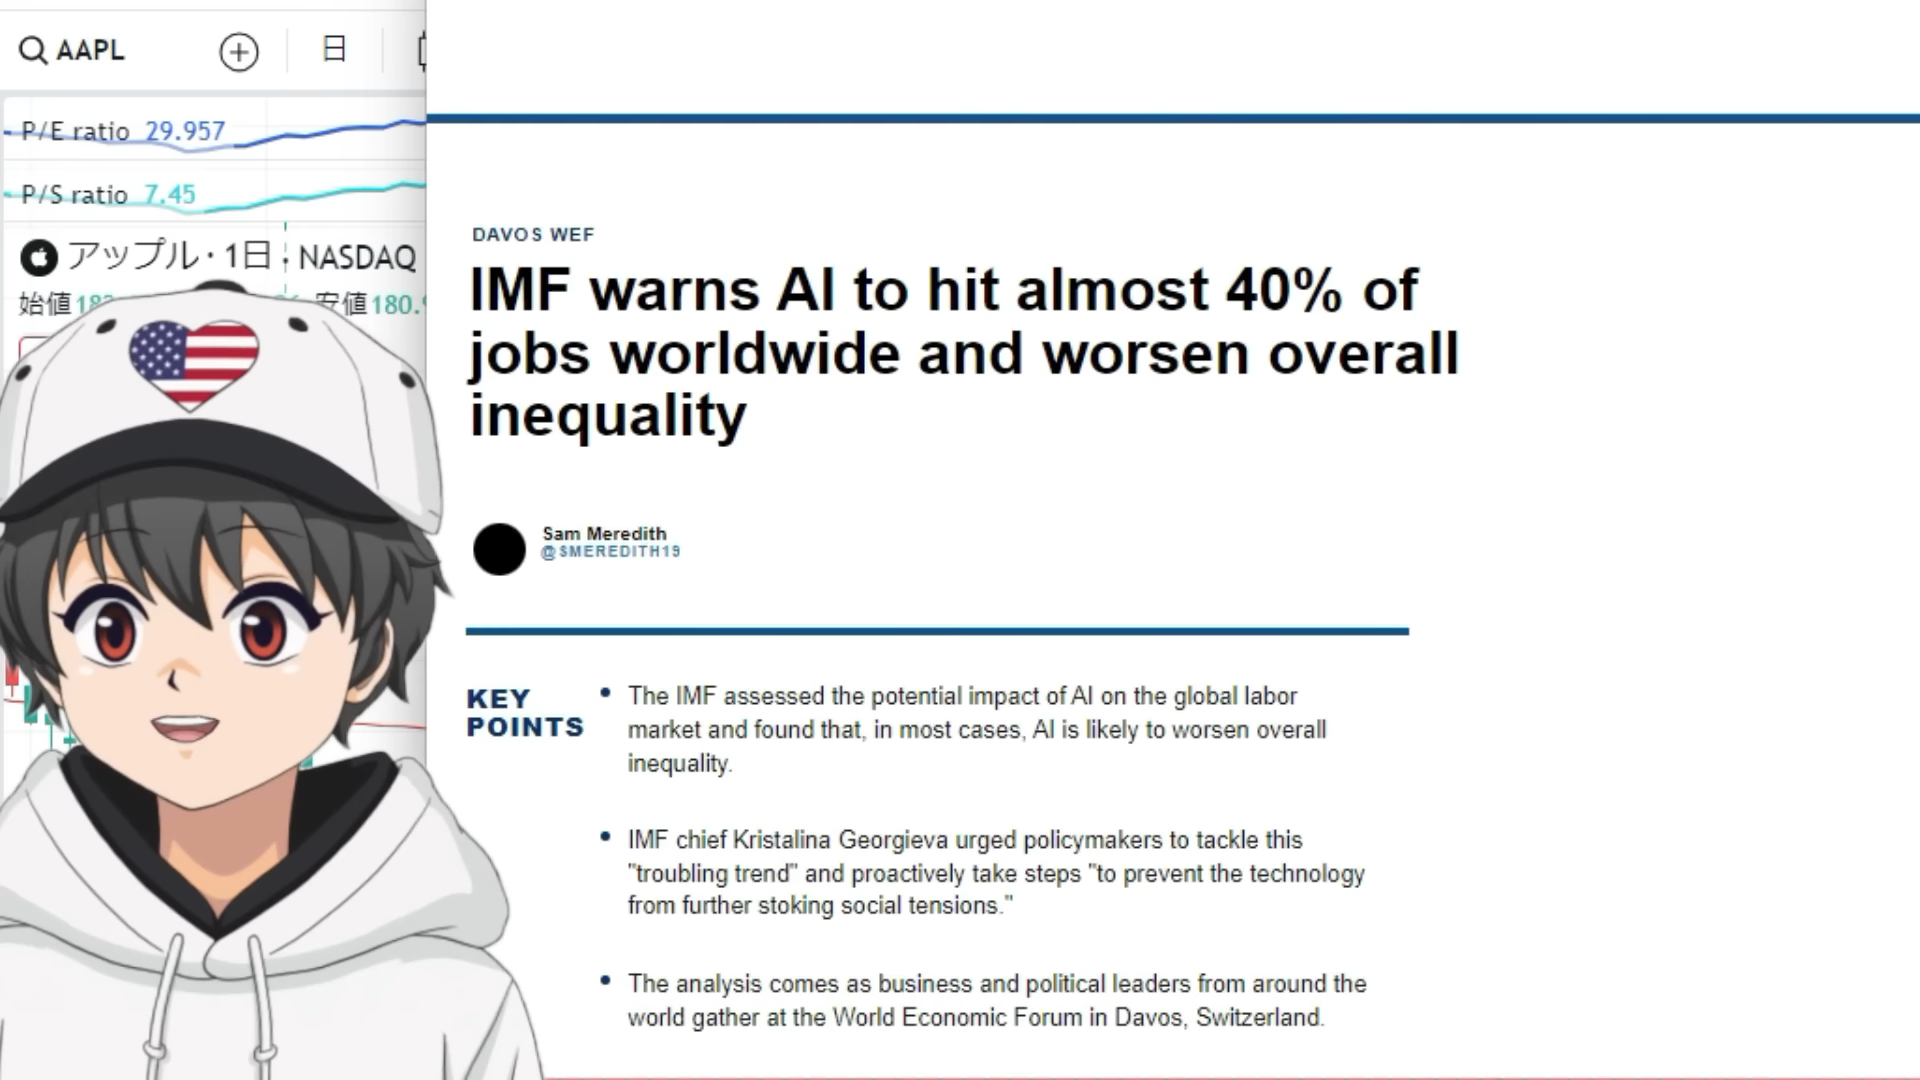 AAPL
日
P/E ratio 29.957
P/S ratio 7.45
アップル · 1日 · NASDAQ
始値
安値180.
DAVOS WEF
IMF warns AI to hit almost 40% of
jobs worldwide and worsen overall
inequality
Sam Meredith
@SMEREDITH19
KEY
POINTS
• The IMF assessed the potential impact of AI on the global labor
market and found that, in most cases, AI is likely to worsen overall
inequality.
• IMF chief Kristalina Georgieva urged policymakers to tackle this
"troubling trend" and proactively take steps "to prevent the technology
from further stoking social tensions."
• The analysis comes as business and political leaders from around the
world gather at the World Economic Forum in Davos, Switzerland.